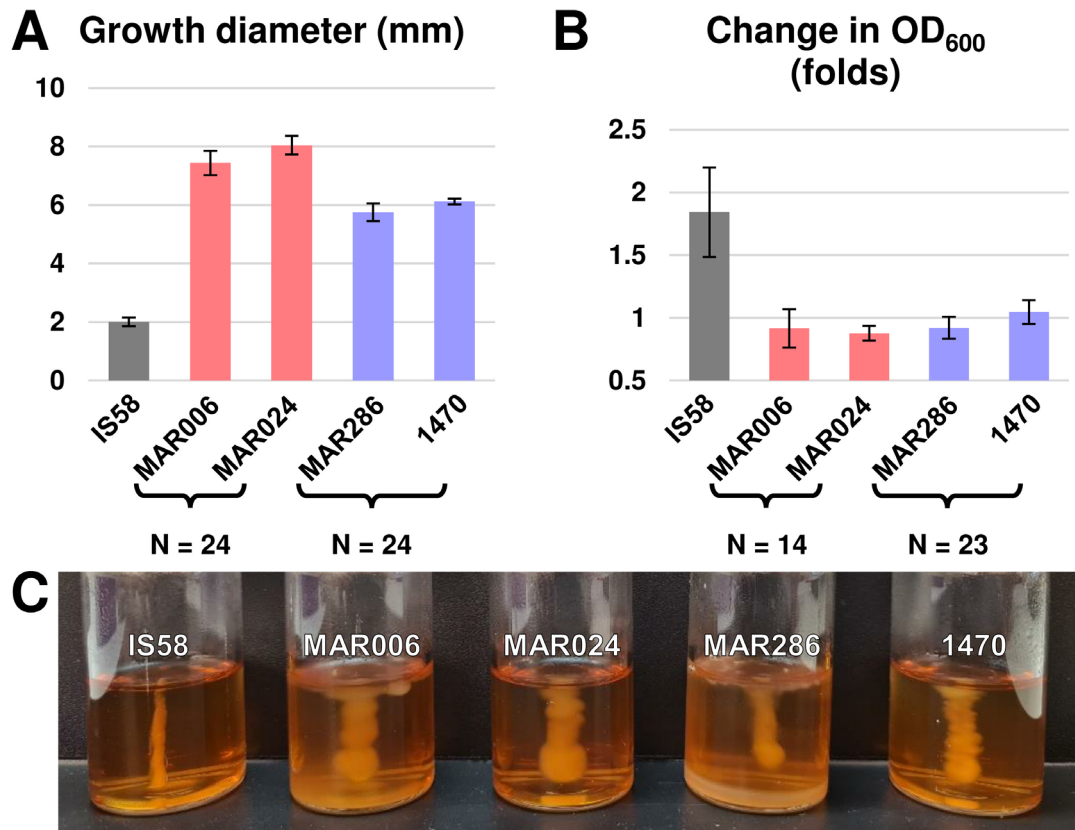 A Growth diameter (mm)
10
8
6
4
2
0
IS58
MAR006
MAR024
MAR286
1470
N = 24
N = 24
B Change in OD600
(folds)
2.5
2
1.5
1
0.5
IS58
MAR006
MAR024
MAR286
1470
N = 14
N = 23
C
IS58
MAR006
MAR024
MAR286
1470